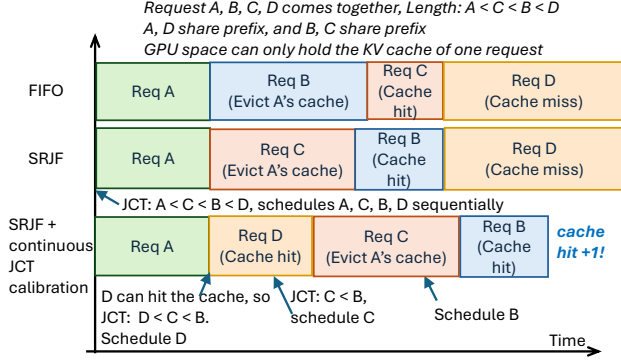 Request A, B, C, D comes together, Length: A < C < B < D
A, D share prefix, and B, C share prefix
GPU space can only hold the KV cache of one request
FIFO
Req A
Req B
(Evict A's cache)
Req C
(Cache
hit)
Req D
(Cache miss)
SRJF
Req A
Req C
(Evict A's cache)
Req B
(Cache
hit)
Req D
(Cache miss)
JCT: A < C < B < D, schedules A, C, B, D sequentially
SRJF +
continuous
JCT
calibration
Req A
Req D
(Cache hit)
Req C
(Evict A's cache)
Req B
(Cache
hit)
cache
hit +1!
D can hit the cache, so
JCT: D < C < B.
Schedule D
JCT: C < B,
schedule C
Schedule B
Time